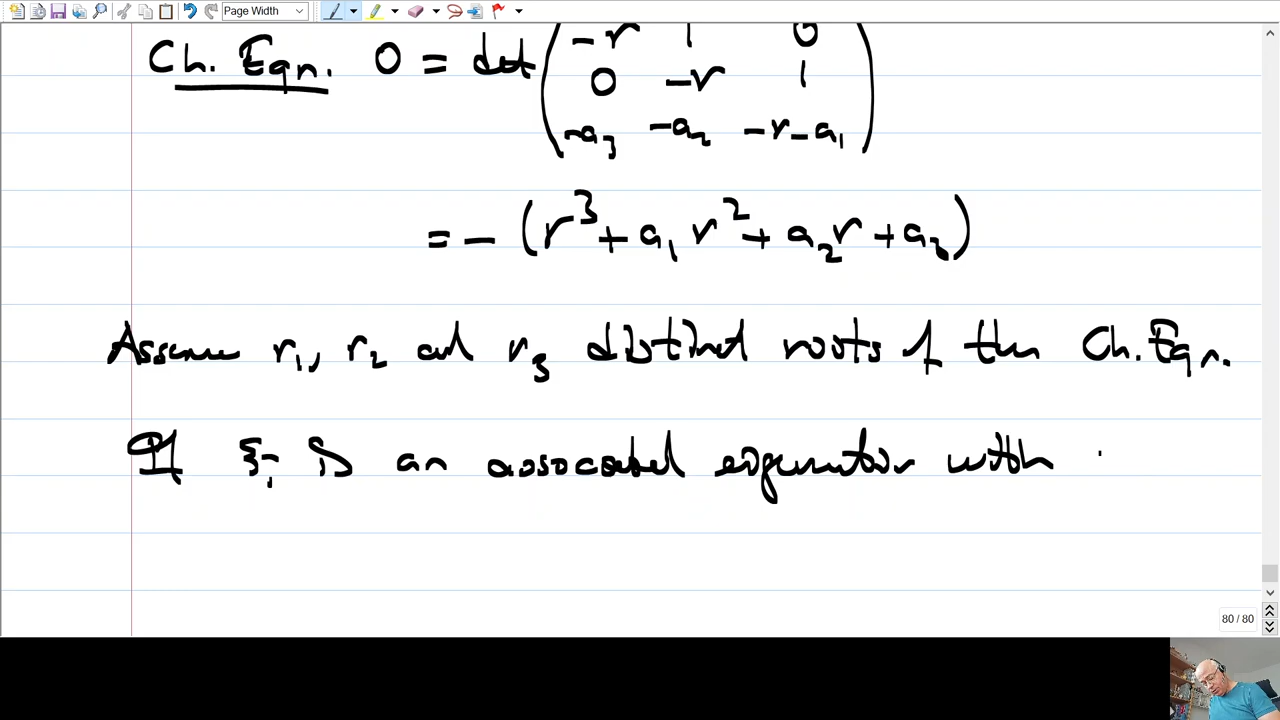 Page Width
-r 1 0
Ch. Eqn. 0 = det
0 -r 1
-a3 -a2 -r-a1
= - (r^3 + a1 r^2 + a2 r + a3)
Assume r1, r2 and r3 distinct roots of the Ch. Eqn.
If ξi is an associated eigenvector with
80 / 80